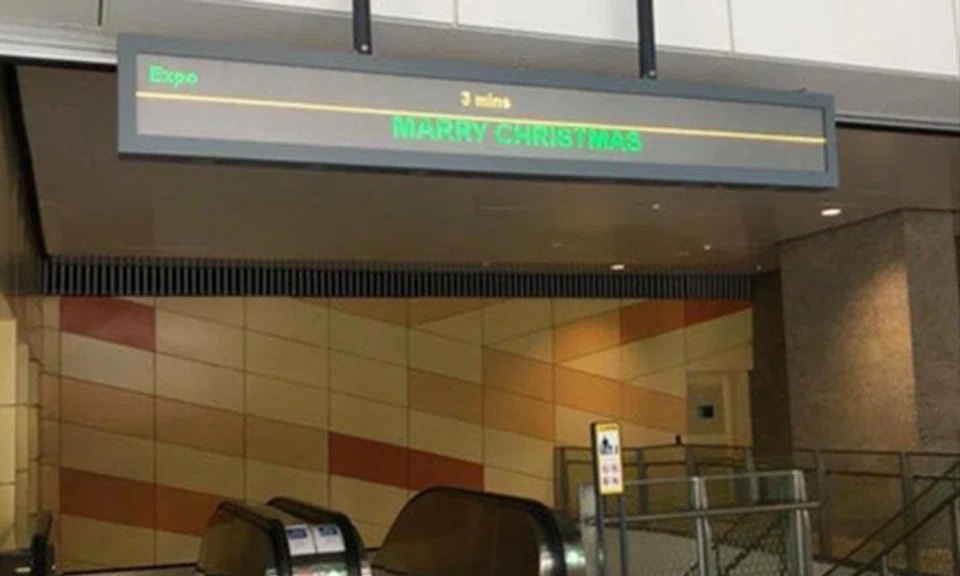 Expo
3 mins
MARRY CHRISTMAS